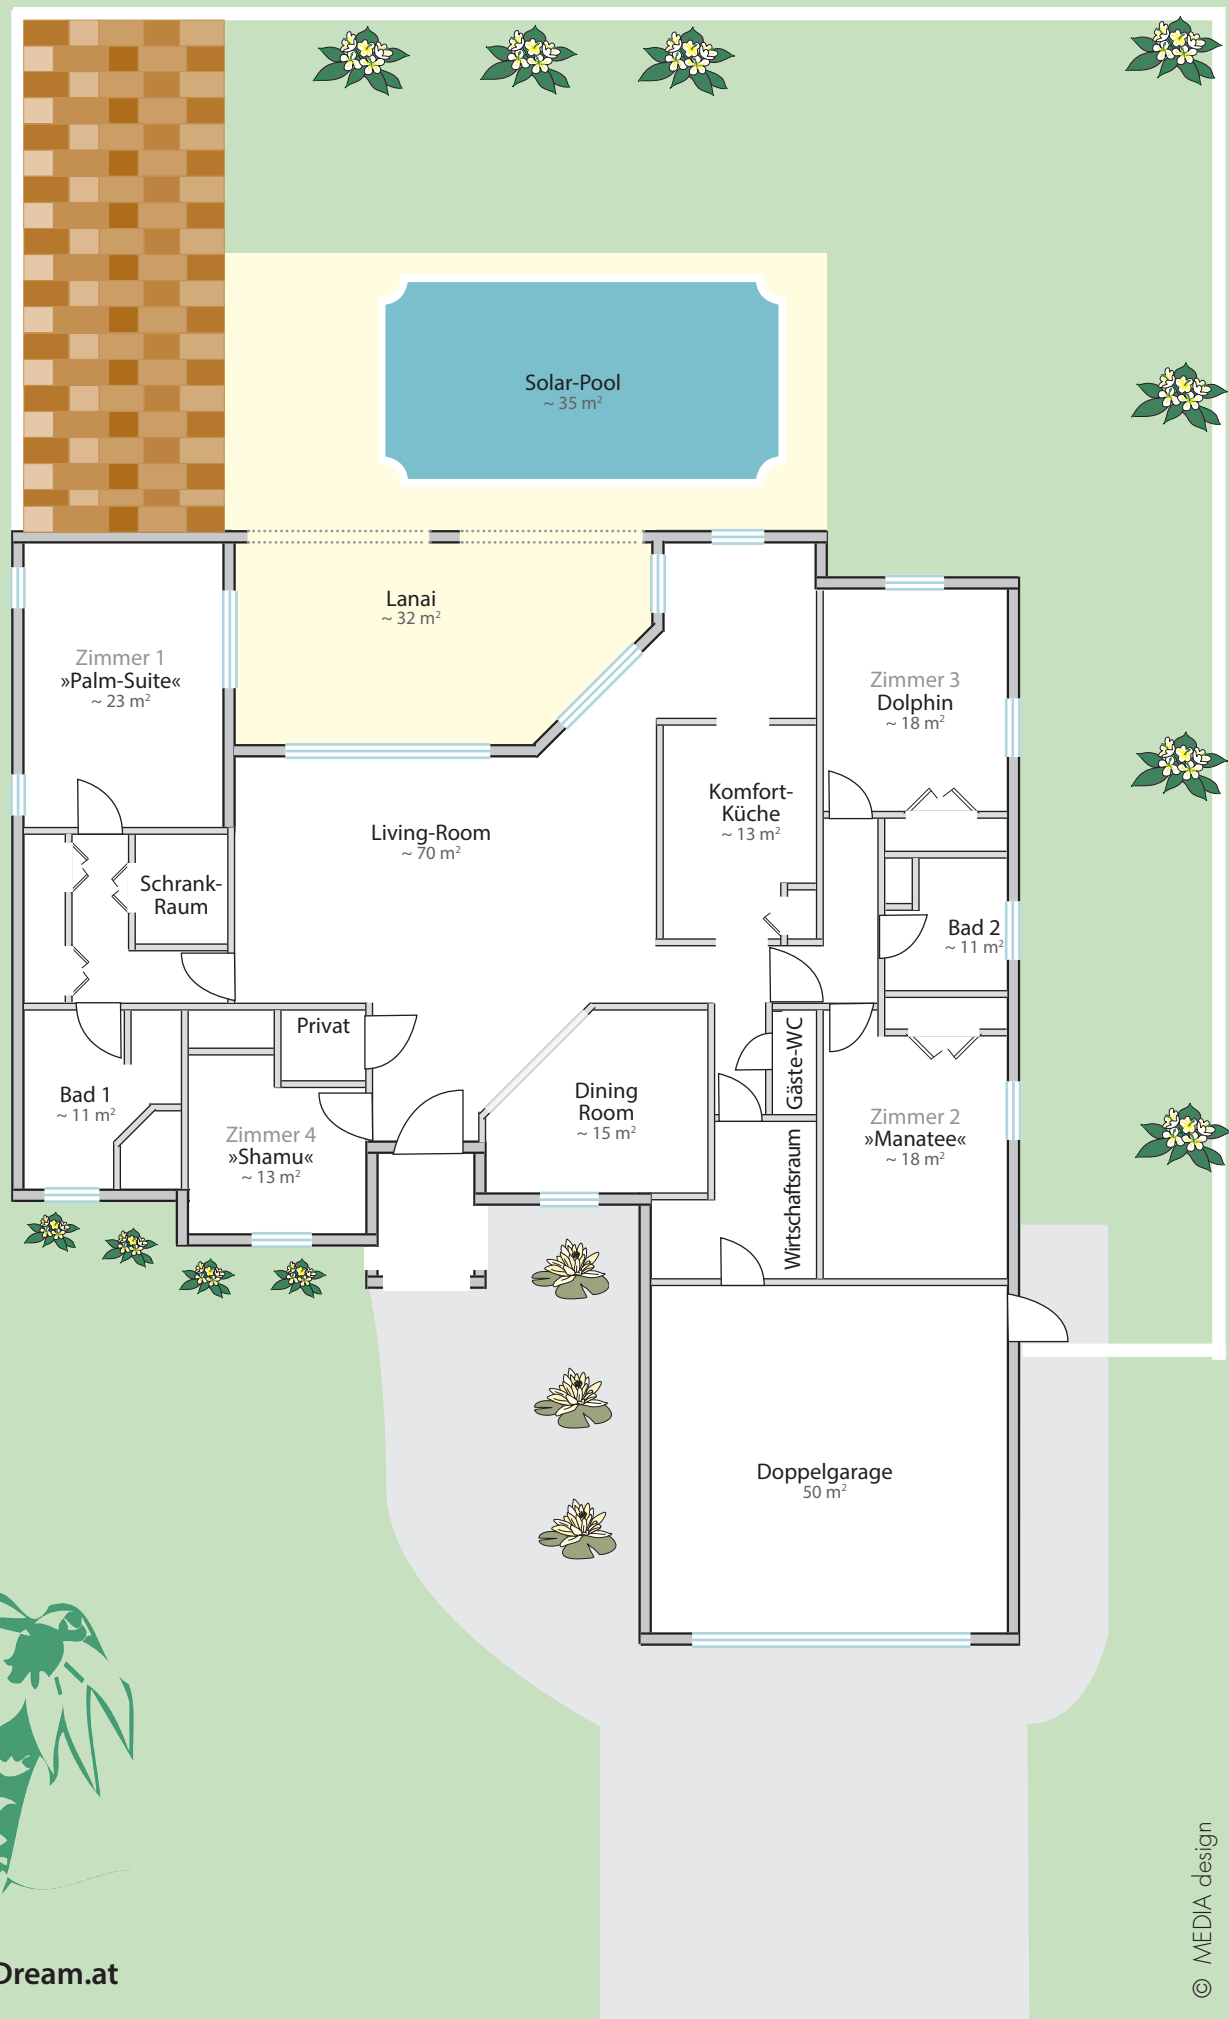 Solar-Pool
~ 35 m²
Lanai
~ 32 m²
Zimmer 1
»Palm-Suite«
~ 23 m²
Zimmer 3
Dolphin
~ 18 m²
Komfort-
Küche
~ 13 m²
Living-Room
~ 70 m²
Schrank-
Raum
Bad 2
~ 11 m²
Privat
Gäste-WC
Bad 1
~ 11 m²
Dining
Room
~ 15 m²
Zimmer 4
»Shamu«
~ 13 m²
Zimmer 2
»Manatee«
~ 18 m²
Wirtschaftsraum
Doppelgarage
50 m²
Dream.at
© MEDIA design